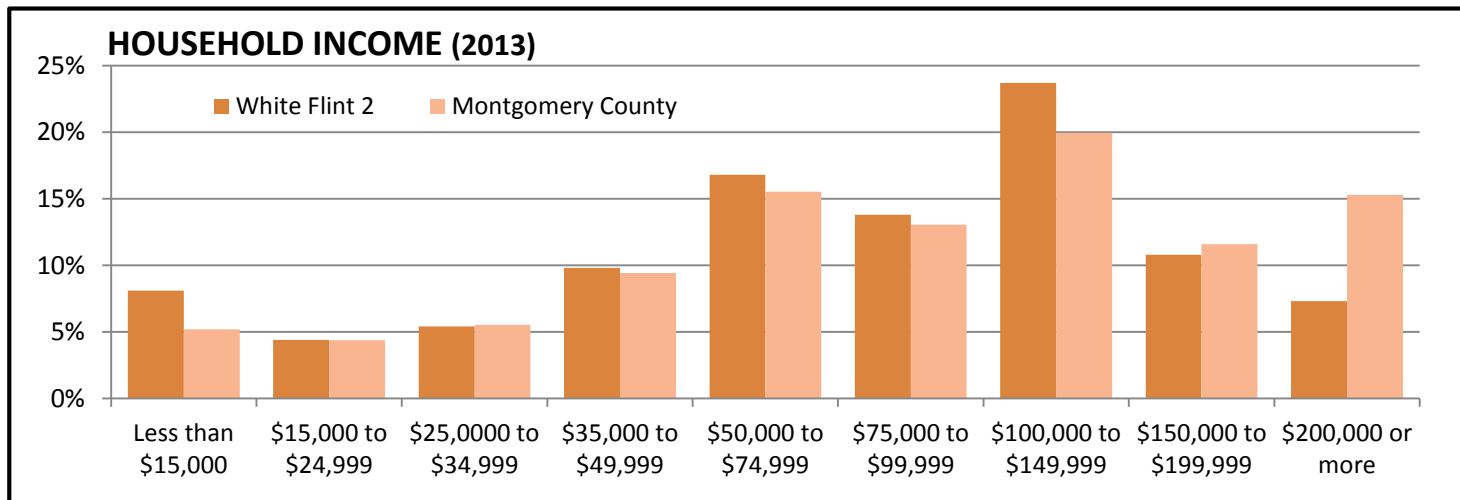 HOUSEHOLD INCOME (2013)
25%
White Flint 2
Montgomery County
20%
15%
10%
5%
0%
Less than
$15,000
$15,000 to
$24,999
$25,0000 to
$34,999
$35,000 to
$49,999
$50,000 to
$74,999
$75,000 to
$99,999
$100,000 to
$149,999
$150,000 to
$199,999
$200,000 or
more